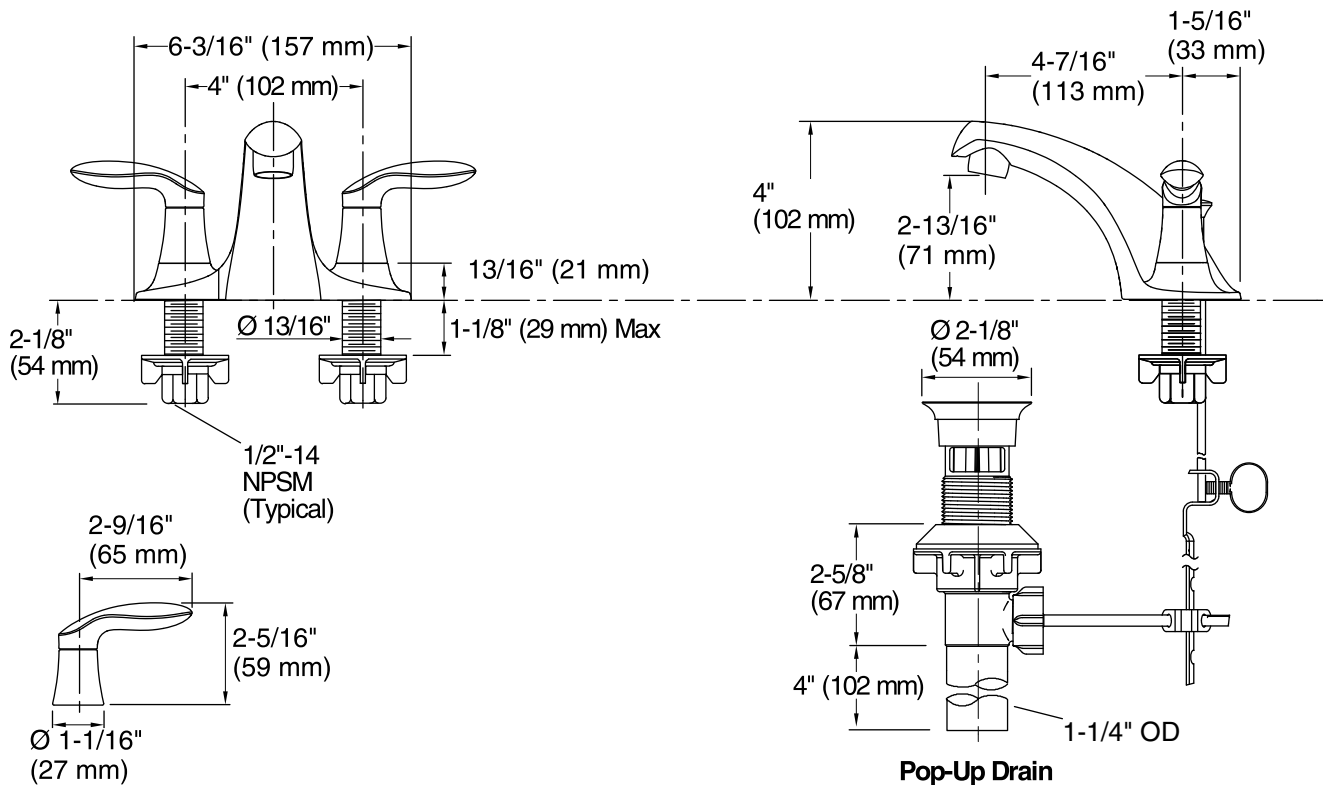 6-3/16" (157 mm)
4" (102 mm)
13/16" (21 mm)
Ø 13/16"
1-1/8" (29 mm) Max
2-1/8"
(54 mm)
1/2"-14
NPSM
(Typical)
2-9/16"
(65 mm)
2-5/16"
(59 mm)
Ø 1-1/16"
(27 mm)
1-5/16"
(33 mm)
4-7/16"
(113 mm)
4"
(102 mm)
2-13/16"
(71 mm)
Ø 2-1/8"
(54 mm)
2-5/8"
(67 mm)
4" (102 mm)
1-1/4" OD
Pop-Up Drain